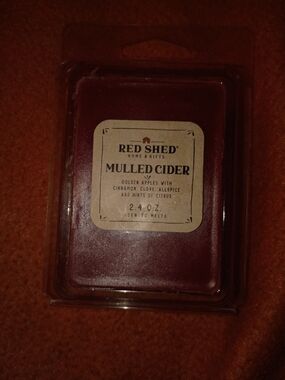 RED SHED®
HOME & GIFTS
MULLED CIDER
GOLDEN APPLES WITH
CINNAMON, CLOVE, ALLSPICE
AND HINTS OF CITRUS
2.4 OZ.